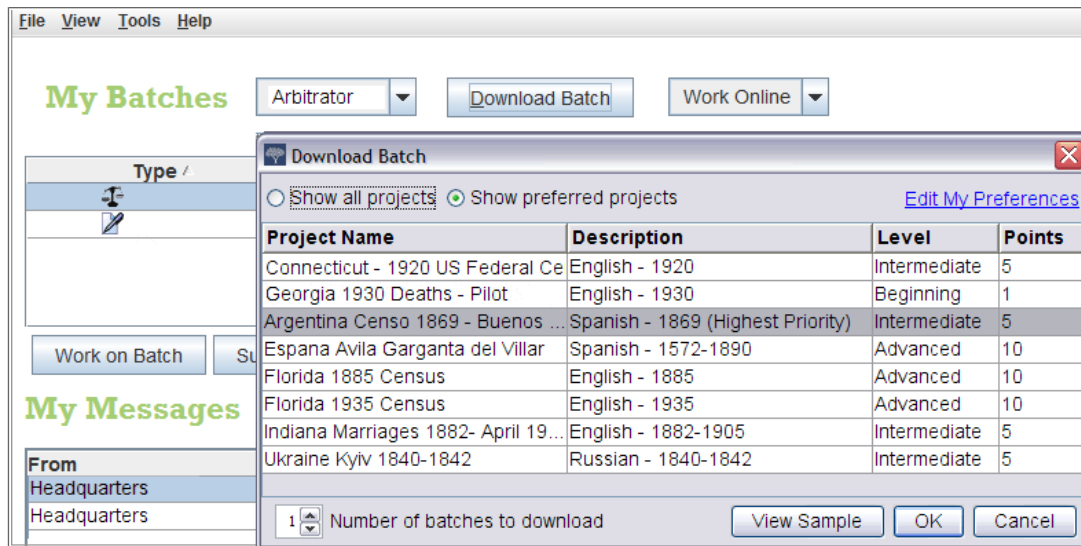 File View Tools Help
My Batches Arbitrator Download Batch Work Online
Download Batch
Type
Show all projects Show preferred projects Edit My Preferences
Project Name Description Level Points
Connecticut - 1920 US Federal Ce English - 1920 Intermediate 5
Georgia 1930 Deaths - Pilot English - 1930 Beginning 1
Argentina Censo 1869 - Buenos ... Spanish - 1869 (Highest Priority) Intermediate 5
Espana Avila Garganta del Villar Spanish - 1572-1890 Advanced 10
Florida 1885 Census English - 1885 Advanced 10
Florida 1935 Census English - 1935 Advanced 10
Indiana Marriages 1882- April 19... English - 1882-1905 Intermediate 5
Ukraine Kyiv 1840-1842 Russian - 1840-1842 Intermediate 5
1 Number of batches to download View Sample OK Cancel
Work on Batch Su
My Messages
From
Headquarters
Headquarters